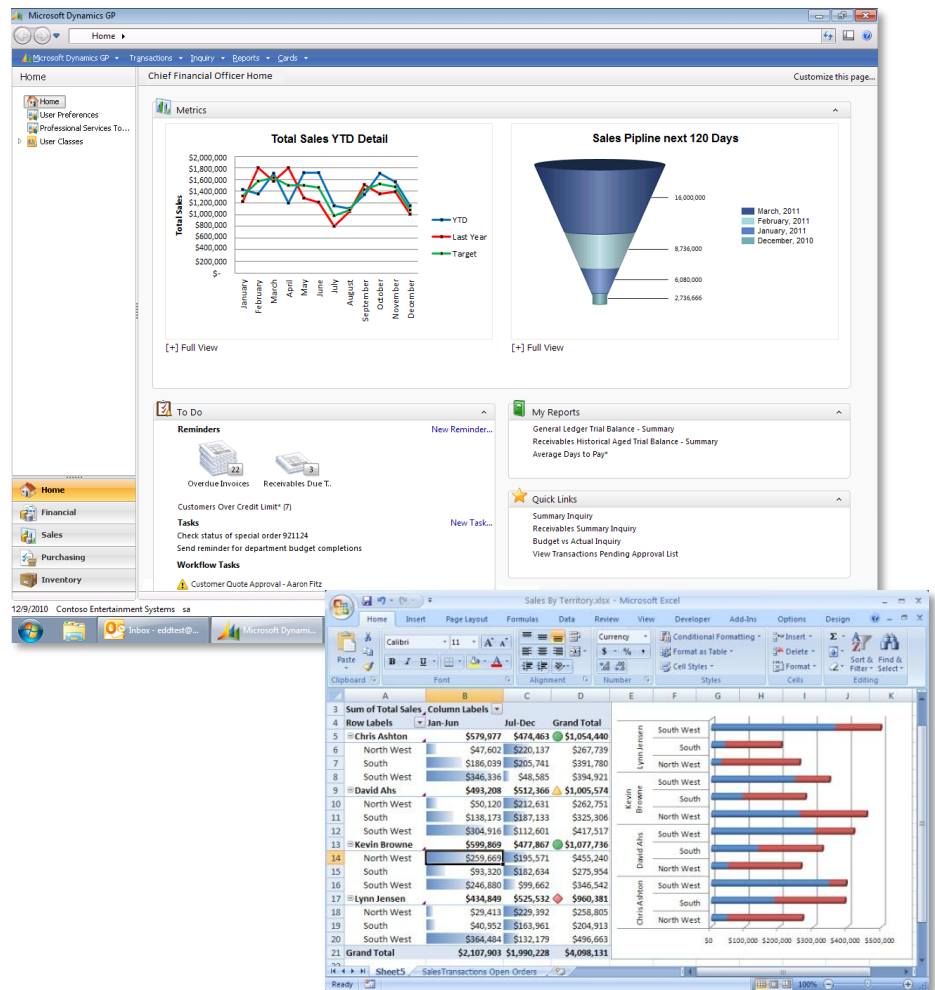 Microsoft Dynamics GP
Home
Microsoft Dynamics GP Transactions Inquiry Reports Cards
Home
Chief Financial Officer Home
Customize this page...
Home
User Preferences
Professional Services To...
User Classes
Metrics
Total Sales YTD Detail
Total Sales
$2,000,000
$1,800,000
$1,600,000
$1,400,000
$1,200,000
$1,000,000
$800,000
$600,000
$400,000
$200,000
$-
January
February
March
April
May
June
July
August
September
October
November
December
YTD
Last Year
Target
[+] Full View
Sales Pipline next 120 Days
16,000,000
8,736,000
6,080,000
2,736,666
March, 2011
February, 2011
January, 2011
December, 2010
[+] Full View
To Do
Reminders
New Reminder...
22
3
Overdue Invoices
Receivables Due T..
Customers Over Credit Limit* (7)
Tasks
New Task...
Check status of special order 921124
Send reminder for department budget completions
Workflow Tasks
Customer Quote Approval - Aaron Fitz
My Reports
General Ledger Trial Balance - Summary
Receivables Historical Aged Trial Balance - Summary
Average Days to Pay*
Quick Links
Summary Inquiry
Receivables Summary Inquiry
Budget vs Actual Inquiry
View Transactions Pending Approval List
Home
Financial
Sales
Purchasing
Inventory
12/9/2010 Contoso Entertainment Systems sa
Inbox - eddtest@...
Microsoft Dynami...
Sales By Territory.xlsx - Microsoft Excel
Home Insert Page Layout Formulas Data Review View Developer Add-Ins Options Design
Paste
Clipboard
Calibri 11
B I U
Font
Alignment
Currency
$ % ,
Number
Conditional Formatting
Format as Table
Cell Styles
Styles
Insert
Delete
Format
Cells
Sort & Filter
Find & Select
Editing
A B C D E F G H I J K
3 Sum of Total Sales Column Labels
4 Row Labels Jan-Jun Jul-Dec Grand Total
5 Chris Ashton $579,977 $474,463 $1,054,440
6 North West $47,602 $220,137 $267,739
7 South $186,039 $205,741 $391,780
8 South West $346,336 $48,585 $394,921
9 David Ahs $493,208 $512,366 $1,005,574
10 North West $50,120 $212,631 $262,751
11 South $138,173 $187,133 $325,306
12 South West $304,916 $112,601 $417,517
13 Kevin Browne $599,869 $477,867 $1,077,736
14 North West $259,669 $195,571 $455,240
15 South $93,320 $182,634 $275,954
16 South West $246,880 $99,662 $346,542
17 Lynn Jensen $434,849 $525,532 $960,381
18 North West $29,413 $229,392 $258,805
19 South $40,952 $163,961 $204,913
20 South West $364,484 $132,179 $496,663
21 Grand Total $2,107,903 $1,990,228 $4,098,131
Lynn Jensen
South West
South
North West
Kevin Browne
South West
South
North West
David Ahs
South West
South
North West
Chris Ashton
South West
South
North West
$0 $100,000 $200,000 $300,000 $400,000 $500,000
Sheet5 SalesTransactions Open Orders
Ready
100%